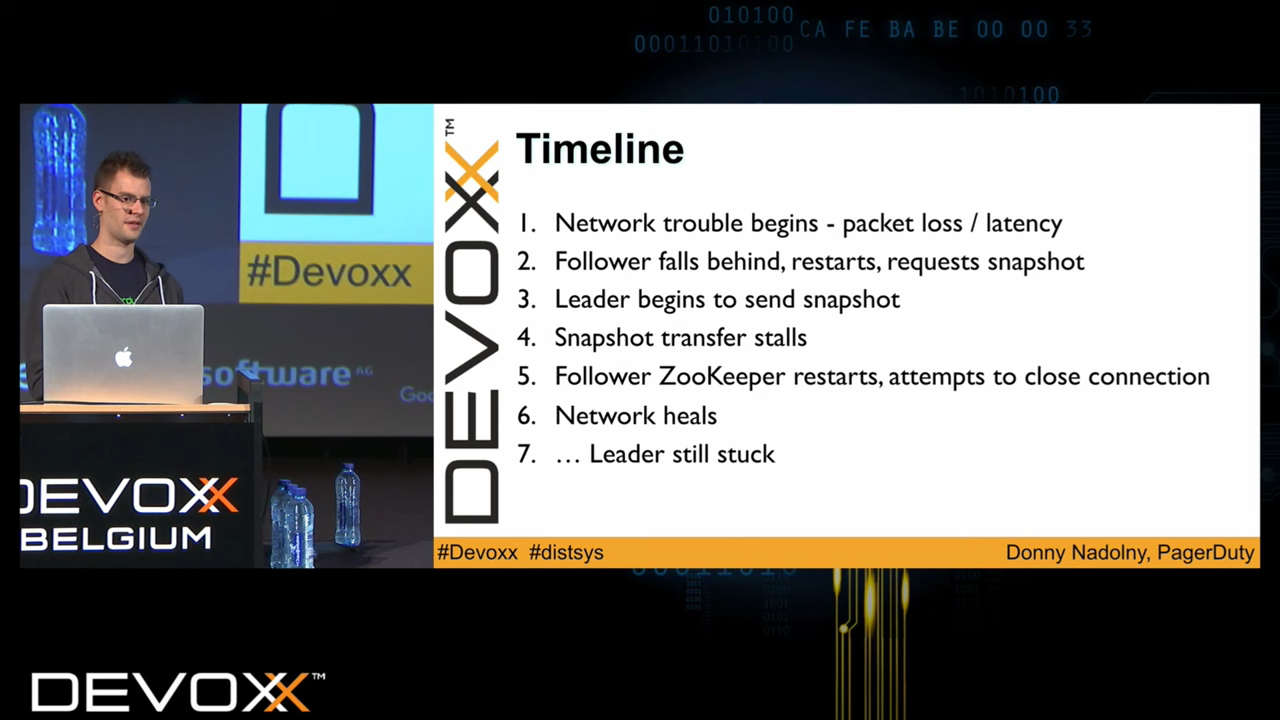 010100
00011010100
CA FE BA BE 00 00 33
1010100
DEVOXX™
Timeline
1. Network trouble begins - packet loss / latency
2. Follower falls behind, restarts, requests snapshot
3. Leader begins to send snapshot
4. Snapshot transfer stalls
5. Follower ZooKeeper restarts, attempts to close connection
6. Network heals
7. … Leader still stuck
#Devoxx #distsys
Donny Nadolny, PagerDuty
#Devoxx
software AG
DEVOXX
BELGIUM
DEVOXX™